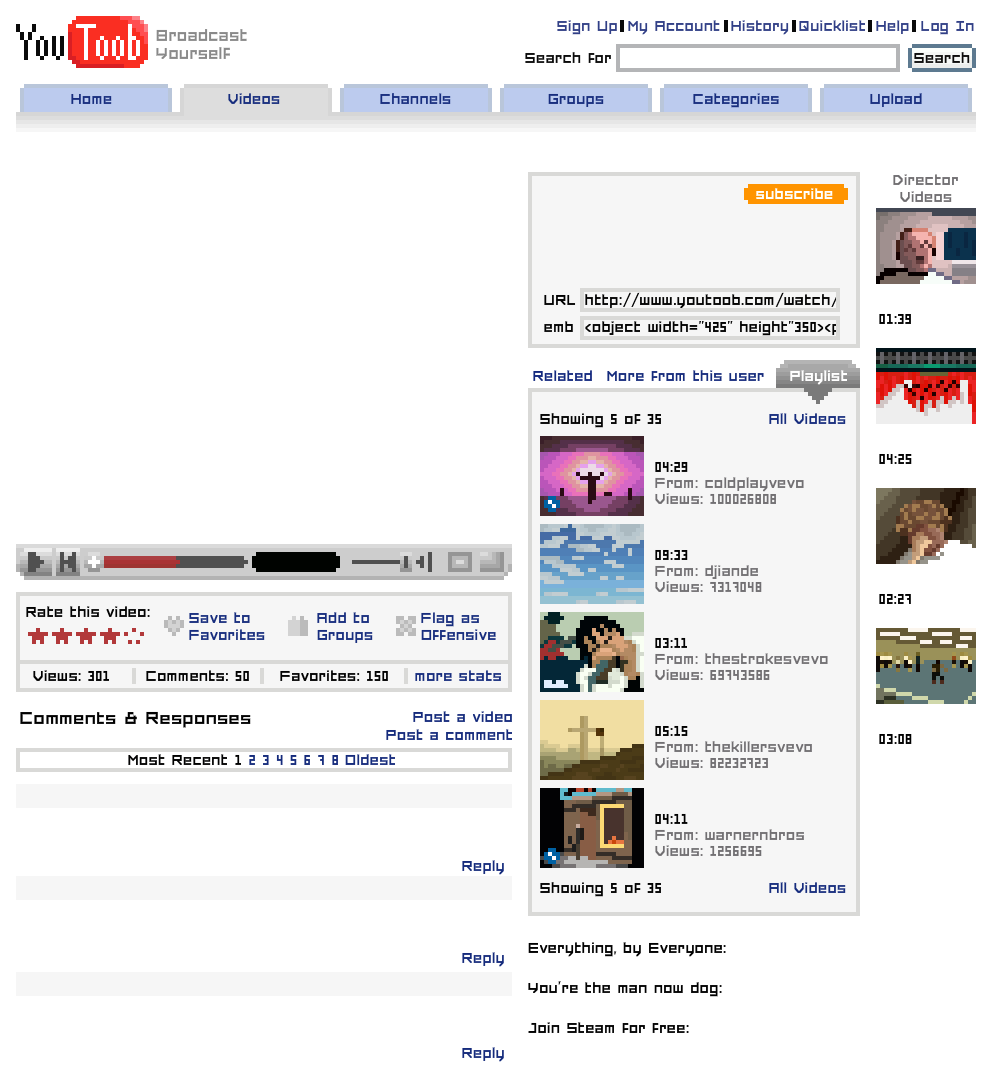 YouToob
Broadcast
Yourself
Sign Up My Account History Quicklist Help Log In
Search for
Search
Home Videos Channels Groups Categories Upload
subscribe
URL http://www.youtoob.com/watch/
emb <object width="425" height"350><p
Related More from this user Playlist
Showing 5 of 35 All Videos
04:29
From: coldplayvevo
Views: 100026808
09:33
From: djiande
Views: 7317048
03:11
From: thestrokesvevo
Views: 69743586
05:15
From: thekillersvevo
Views: 82232723
04:11
From: warnernbros
Views: 1256695
Showing 5 of 35 All Videos
Everything, by Everyone:
You're the man now dog:
Join Steam for free:
Director
Videos
01:39
04:25
02:27
03:08
Rate this video:
Save to
Favorites
Add to
Groups
Flag as
Offensive
Views: 301 Comments: 50 Favorites: 150 more stats
Comments & Responses
Post a video
Post a comment
Most Recent 1 2 3 4 5 6 7 8 Oldest
Reply
Reply
Reply